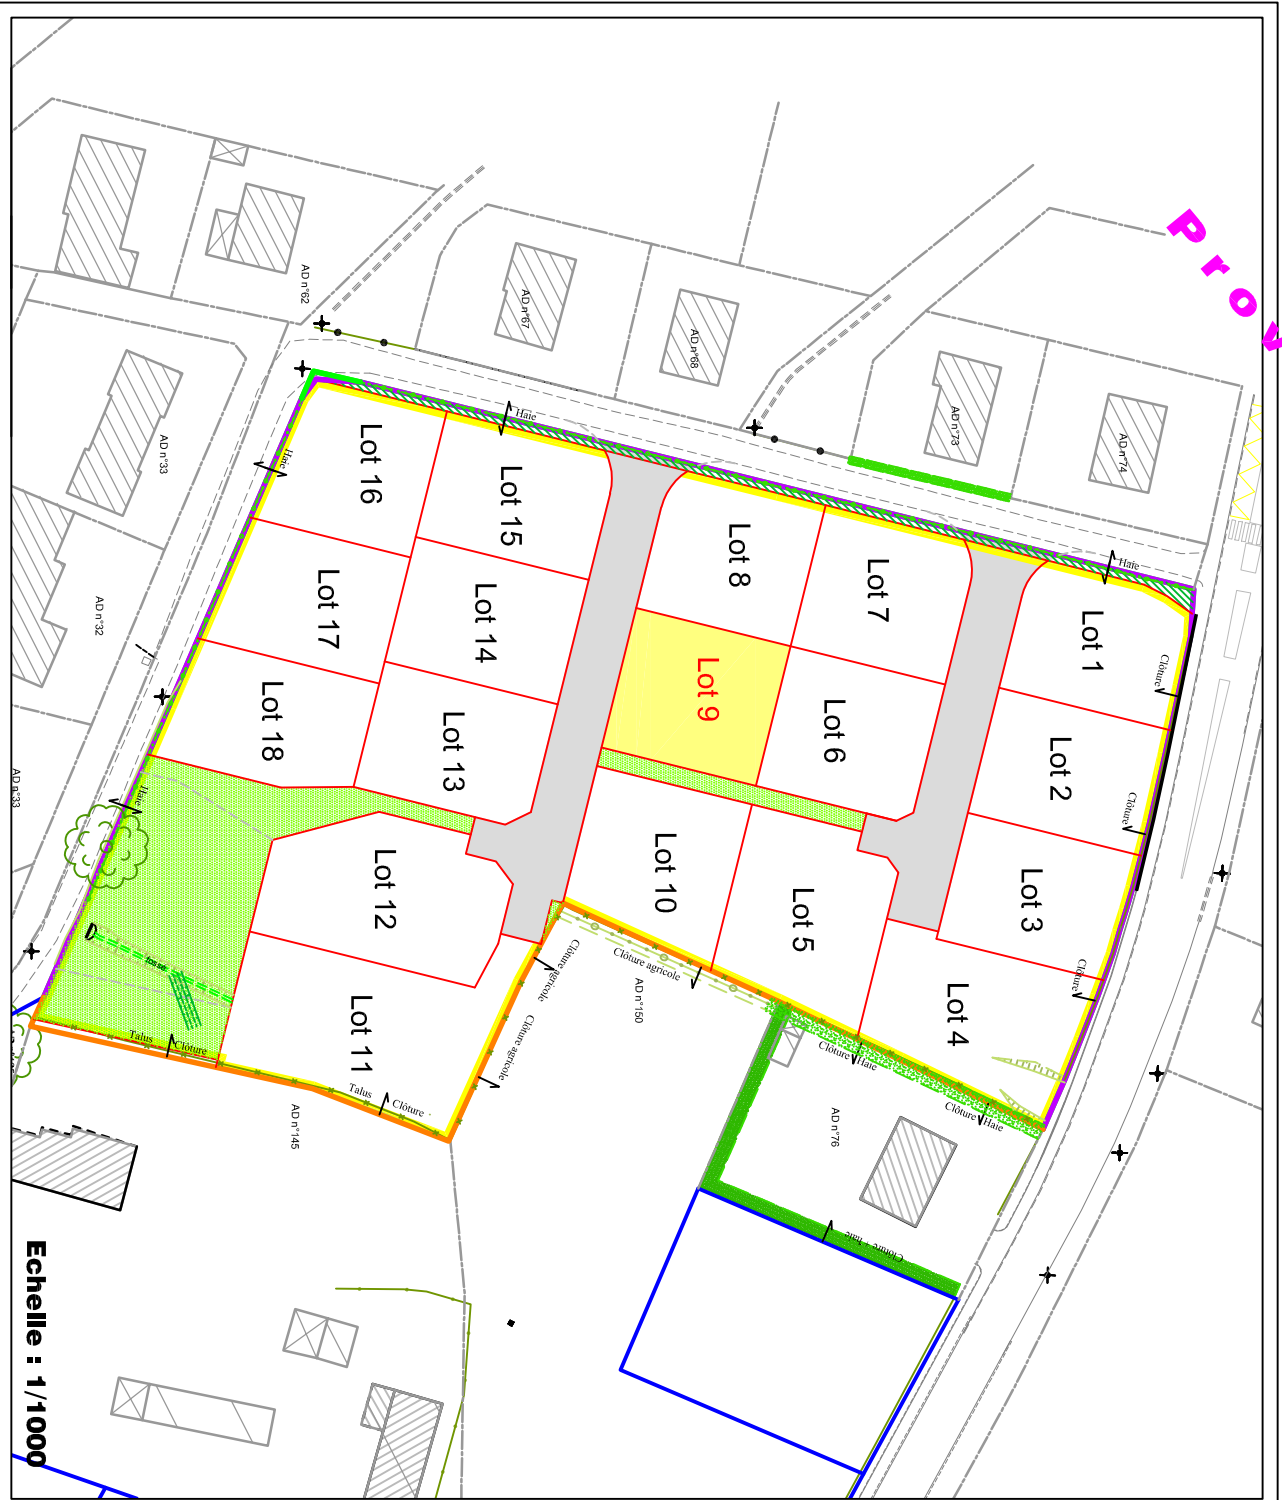 Prov
AD n°62
AD n°67
AD n°68
AD n°73
AD n°74
AD n°33
AD n°32
AD n°33
Haie
Haie
Haie
Haie
Lot 16
Lot 15
Lot 8
Lot 7
Lot 1
Clôture
Lot 17
Lot 14
Lot 9
Lot 6
Lot 2
Clôture
Lot 18
Lot 13
Lot 10
Lot 5
Lot 3
Clôture
Lot 12
Lot 11
Lot 4
Clôture agricole
Clôture agricole
Clôture agricole
AD n°150
fossé
Talus
Clôture
Talus
Clôture
Clôture
Haie
Clôture
Haie
AD n°145
AD n°76
Clôture + haie
Echelle : 1/1000